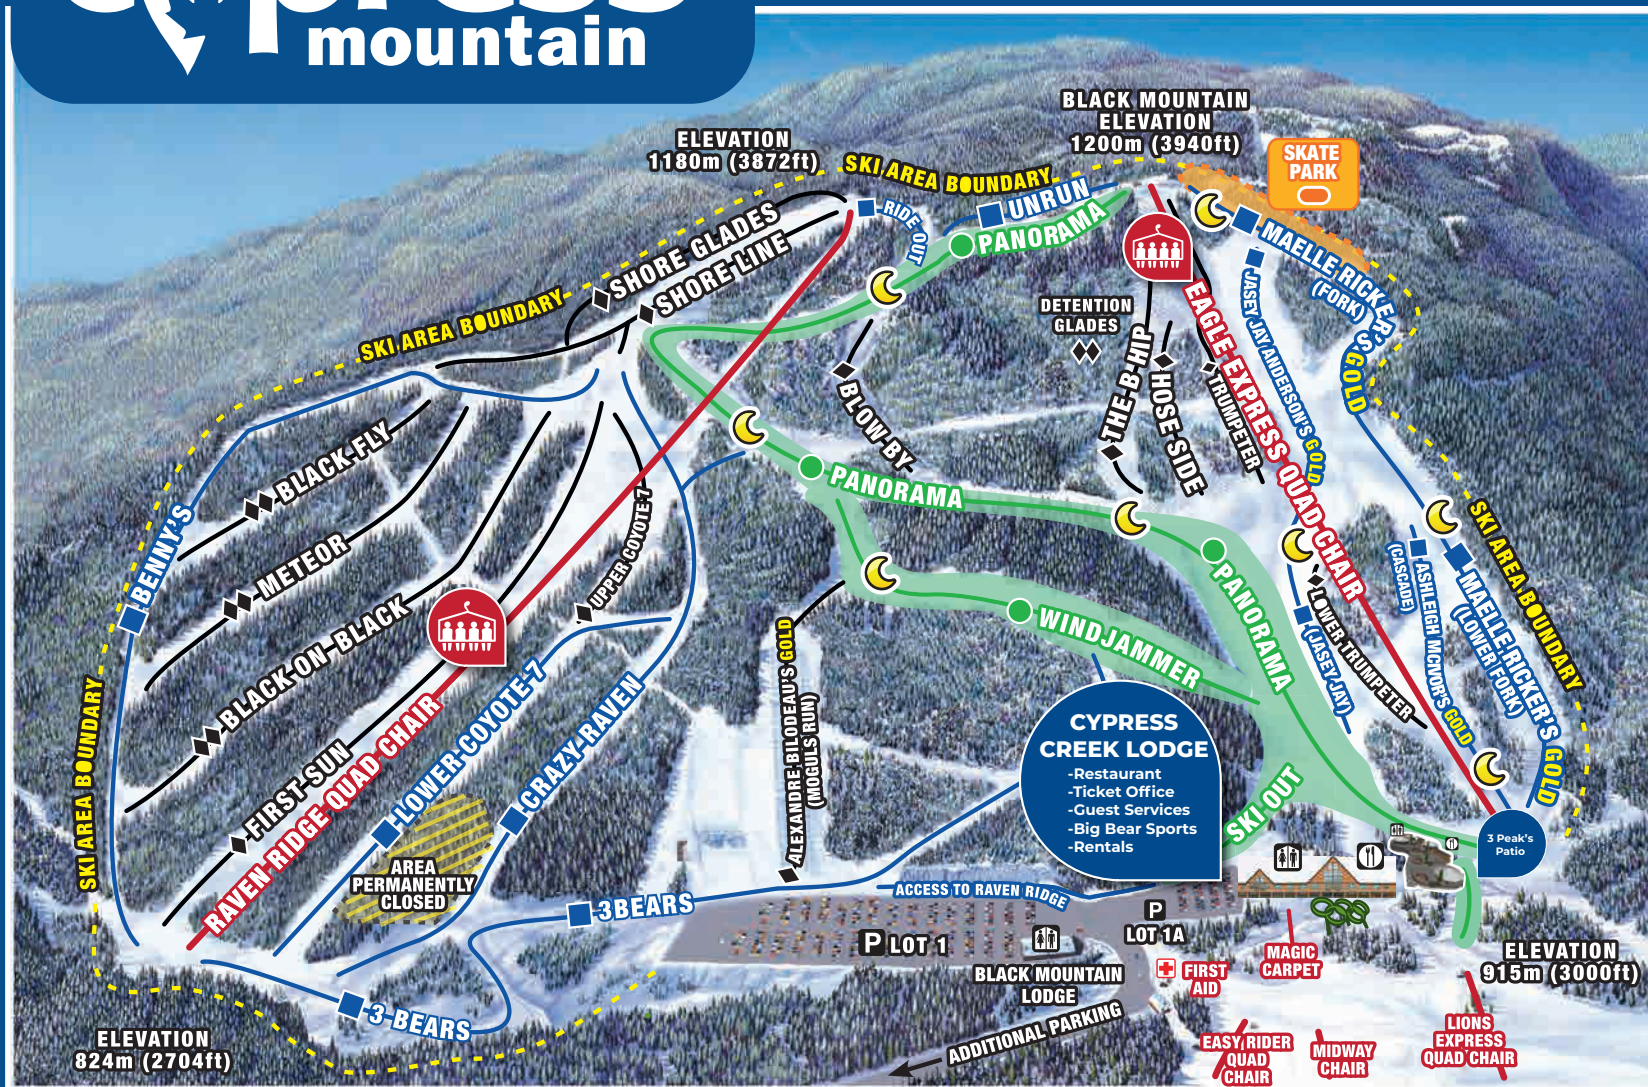 mountain
ELEVATION
1180m (3872ft)
BLACK MOUNTAIN
ELEVATION
1200m (3940ft)
SKATE
PARK
SKI AREA BOUNDARY
RIDE OUT
UNRUN
PANORAMA
SHORE GLADES
SHORE LINE
SKI AREA BOUNDARY
MAELLE RICKER'S GOLD
(FORK)
JASEY JAY ANDERSON'S GOLD
EAGLE EXPRESS QUAD CHAIR
DETENTION
GLADES
THE B-HIP
HOSE SIDE
TRUMPETER
BLOW-BY
PANORAMA
BLACK-FLY
METEOR
BENNY'S
BLACK-ON-BLACK
UPPER COYOTE-7
FIRST-SUN
RAVEN RIDGE QUAD CHAIR
LOWER-COYOTE-7
CRAZY-RAVEN
SKI AREA BOUNDARY
AREA
PERMANENTLY
CLOSED
ALEXANDRE BILODEAU'S GOLD
(MOGULS RUN)
WINDJAMMER
PANORAMA
LOWER TRUMPETER
(JASEY JAY)
(CASCADE)
ASHLEIGH MCIVOR'S GOLD
MAELLE RICKER'S GOLD
(LOWER FORK)
SKI AREA BOUNDARY
CYPRESS
CREEK LODGE
-Restaurant
-Ticket Office
-Guest Services
-Big Bear Sports
-Rentals
SKI OUT
3 Peak's
Patio
3BEARS
ACCESS TO RAVEN RIDGE
P LOT 1
P
LOT 1A
BLACK MOUNTAIN
LODGE
FIRST
AID
MAGIC
CARPET
ELEVATION
915m (3000ft)
3 BEARS
ELEVATION
824m (2704ft)
ADDITIONAL PARKING
EASY RIDER
QUAD
CHAIR
MIDWAY
CHAIR
LIONS
EXPRESS
QUAD CHAIR